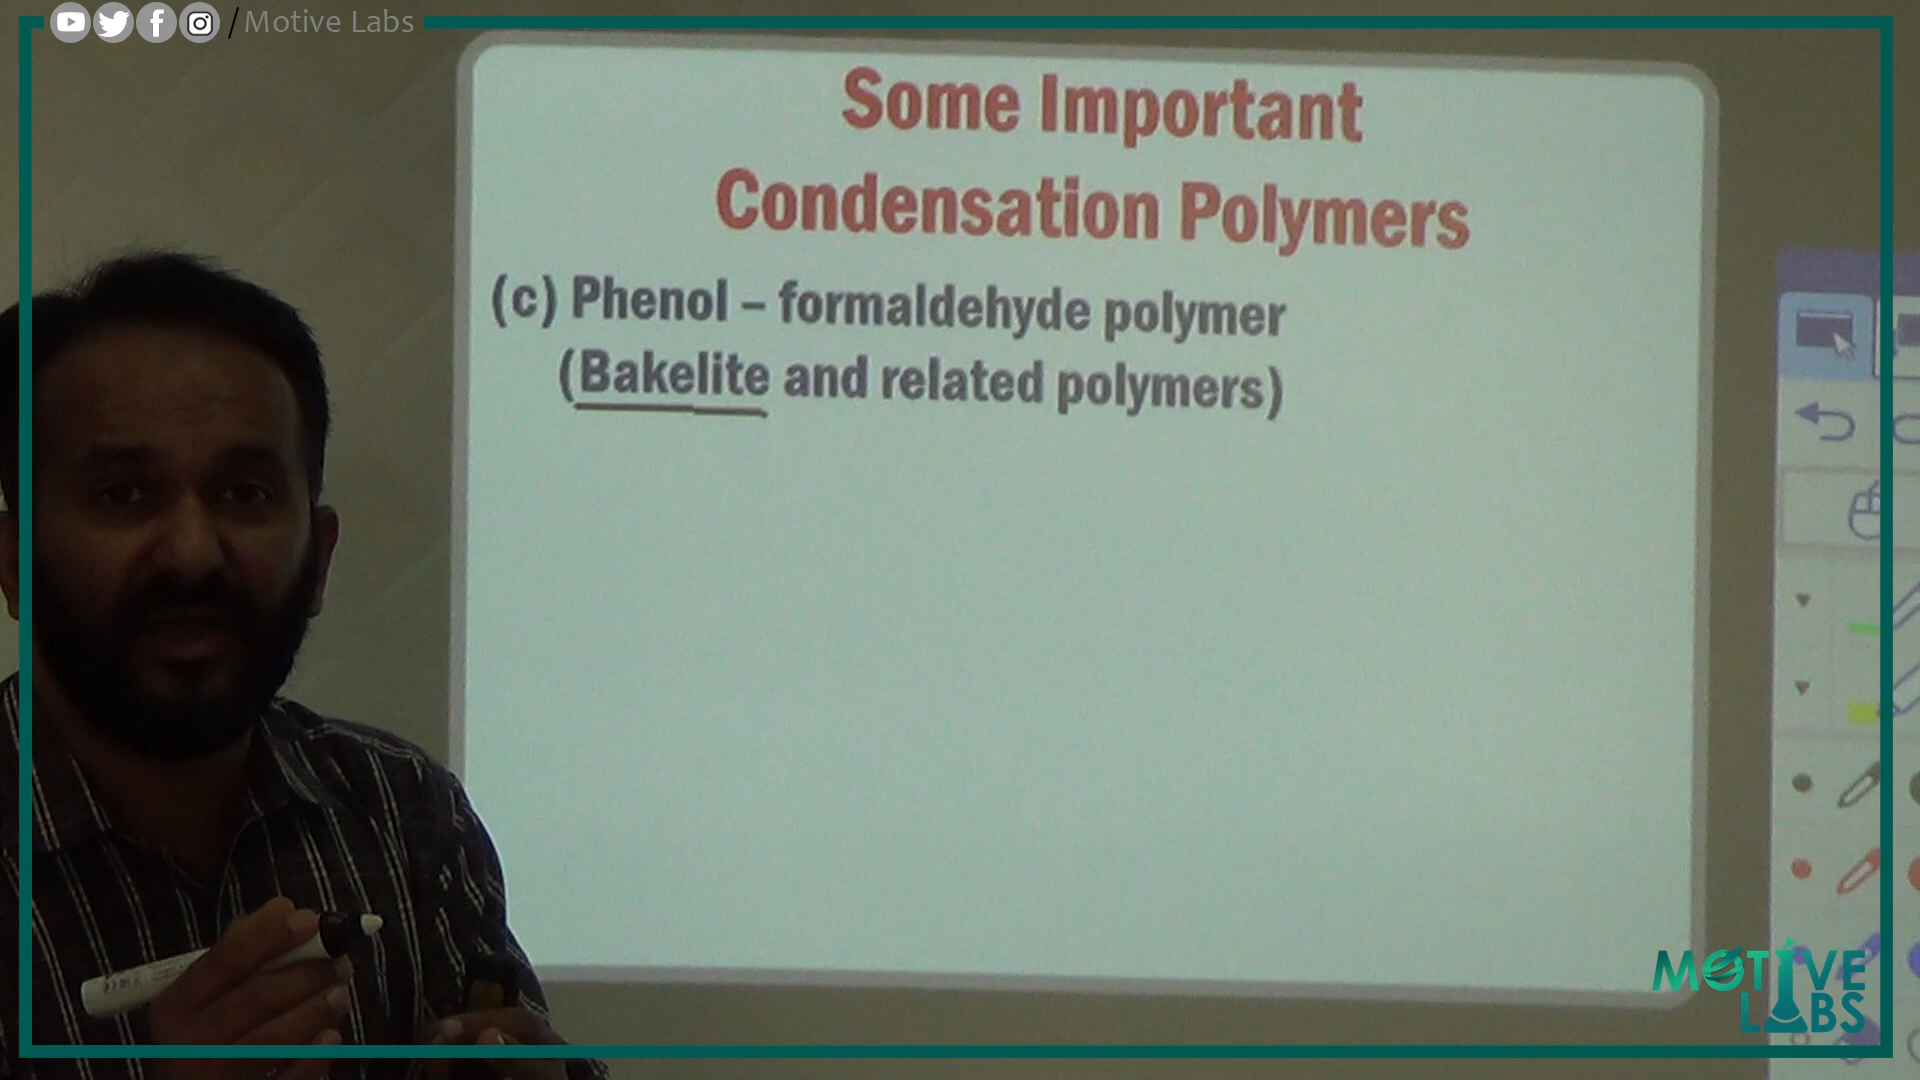 / Motive Labs
Some Important
Condensation Polymers
(c) Phenol – formaldehyde polymer
(Bakelite and related polymers)
MOTIVE
LABS